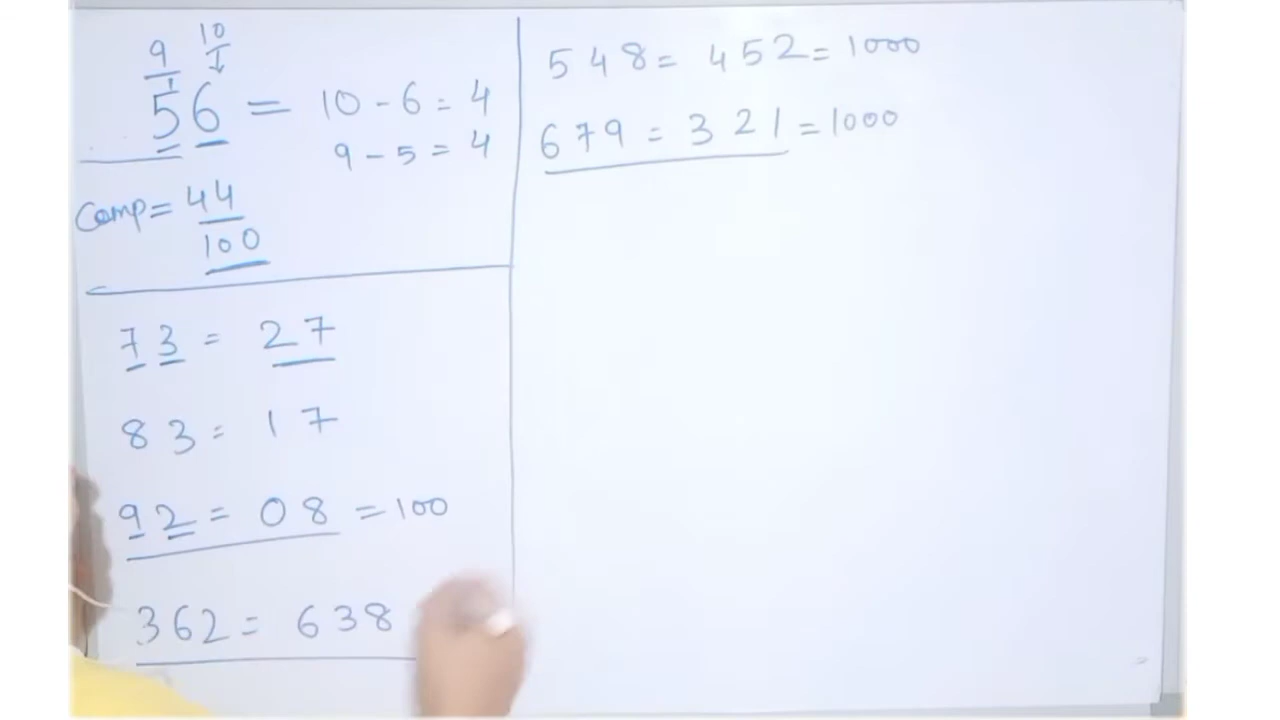 9 10
56 = 10 - 6 = 4
9 - 5 = 4
Comp = 44
100
73 = 27
83 = 17
92 = 08 = 100
362 = 638
548 = 452 = 1000
679 = 321 = 1000